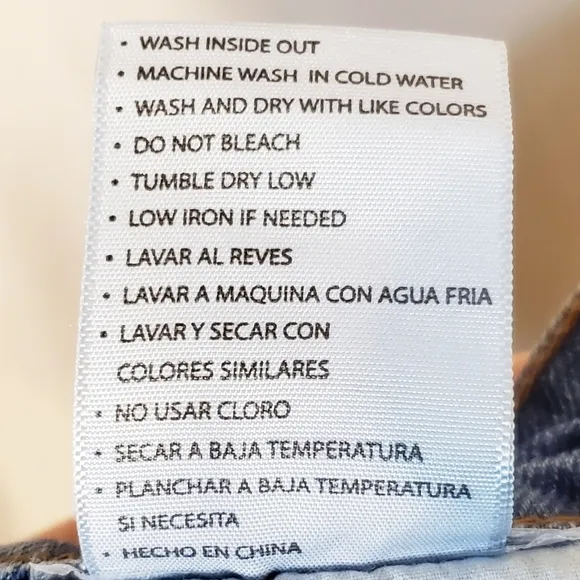 • WASH INSIDE OUT
• MACHINE WASH IN COLD WATER
• WASH AND DRY WITH LIKE COLORS
• DO NOT BLEACH
• TUMBLE DRY LOW
• LOW IRON IF NEEDED
• LAVAR AL REVES
• LAVAR A MAQUINA CON AGUA FRIA
• LAVAR Y SECAR CON
COLORES SIMILARES
• NO USAR CLORO
• SECAR A BAJA TEMPERATURA
• PLANCHAR A BAJA TEMPERATURA
SI NECESITA
• HECHO EN CHINA